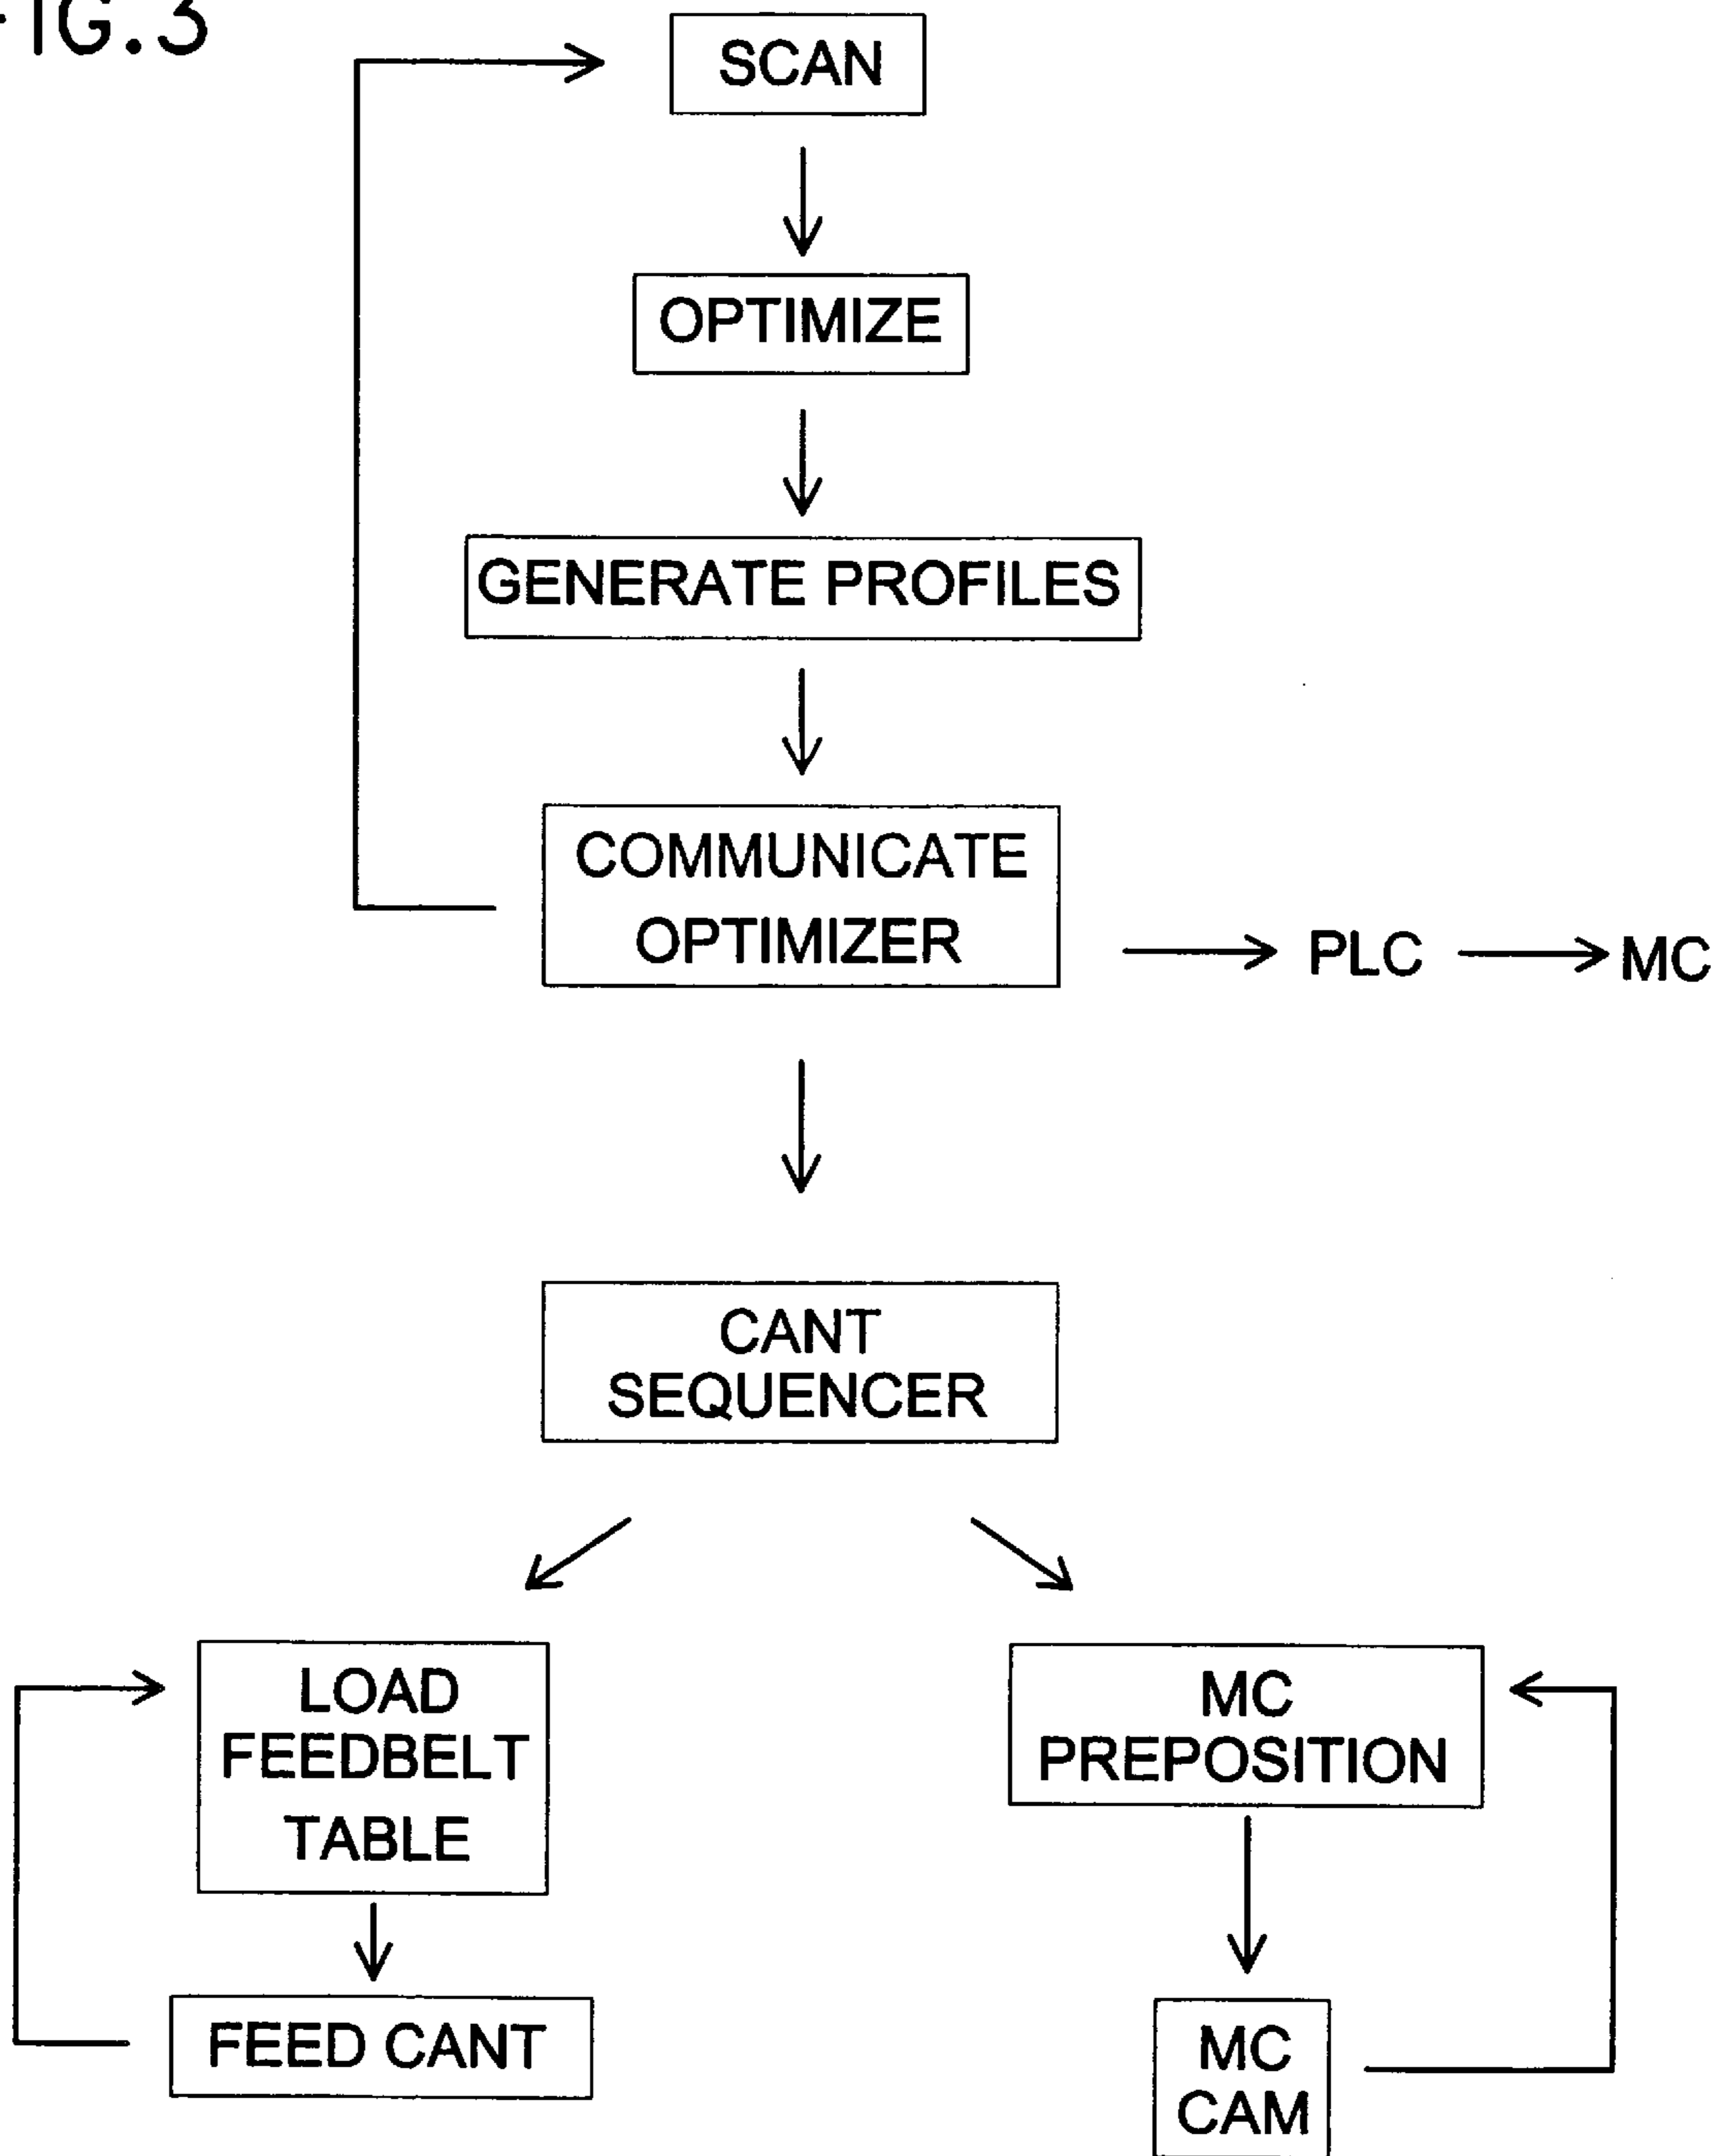 FIG.3
SCAN
OPTIMIZE
GENERATE PROFILES
COMMUNICATE
OPTIMIZER
PLC
MC
CANT
SEQUENCER
LOAD
FEEDBELT
TABLE
FEED CANT
MC
PREPOSITION
MC
CAM